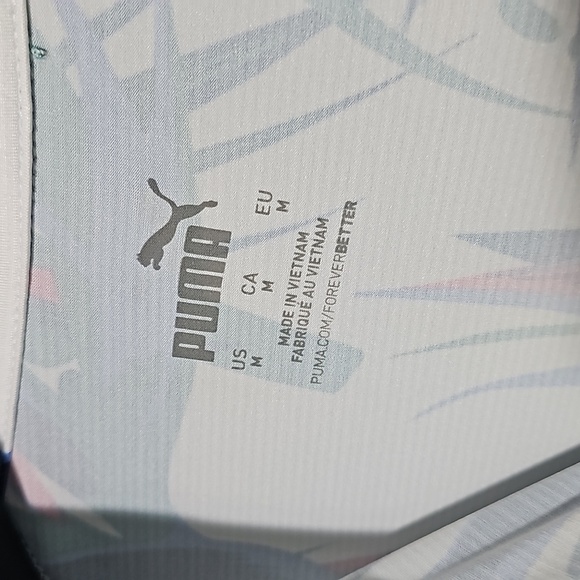 PUMA
US CA EU
M M M
MADE IN VIETNAM
FABRIQUÉ AU VIETNAM
PUMA.COM/FOREVERBETTER